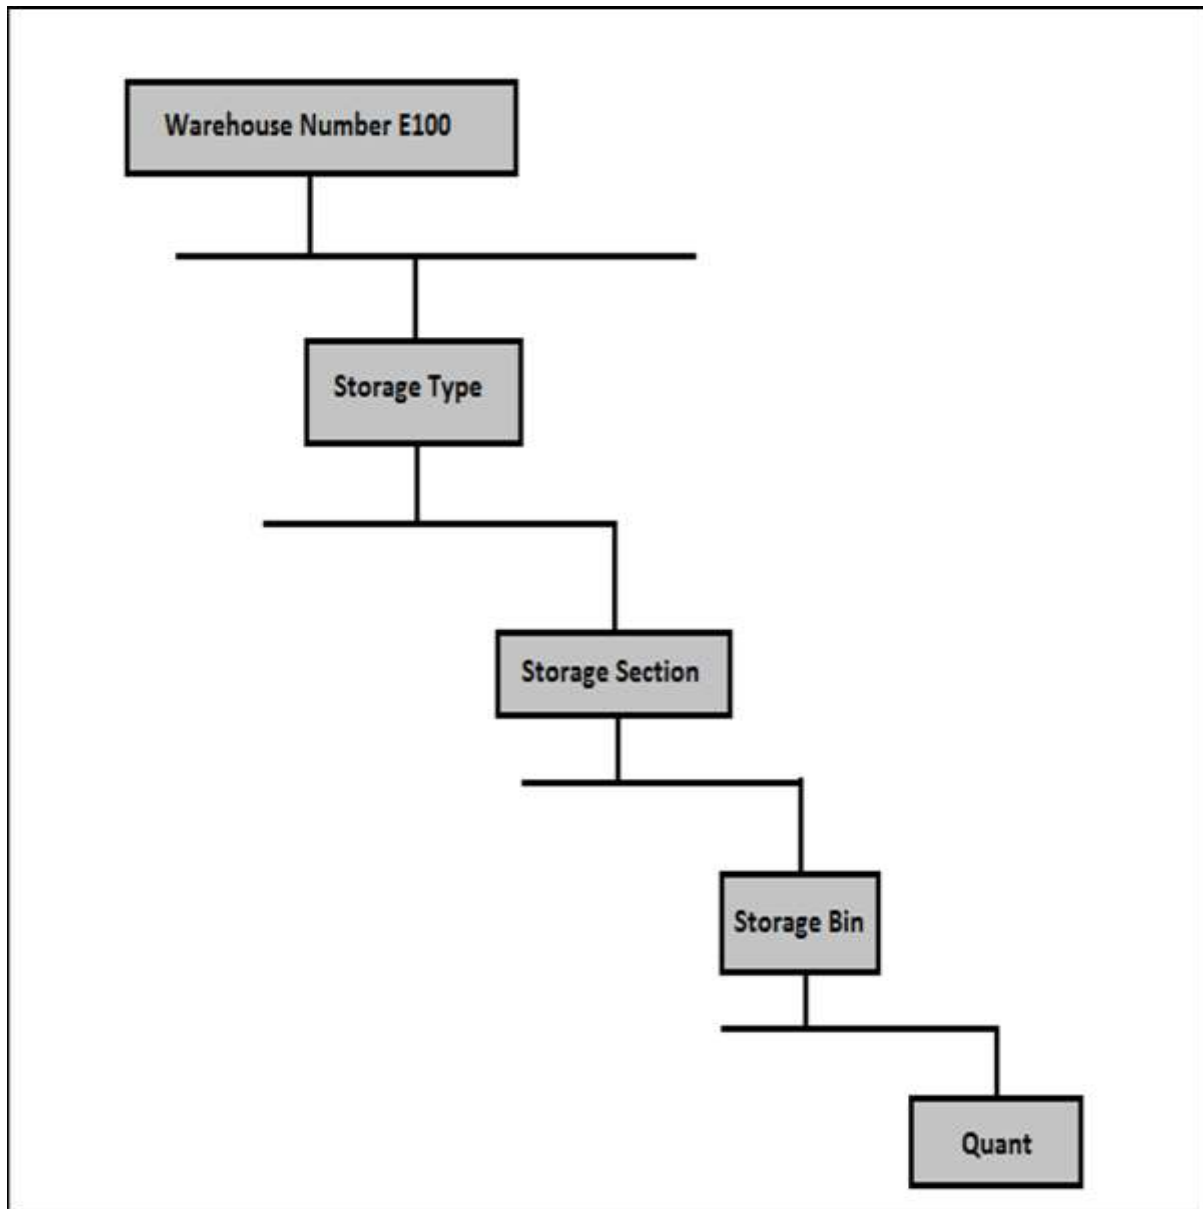 Warehouse Number E100
Storage Type
Storage Section
Storage Bin
Quant